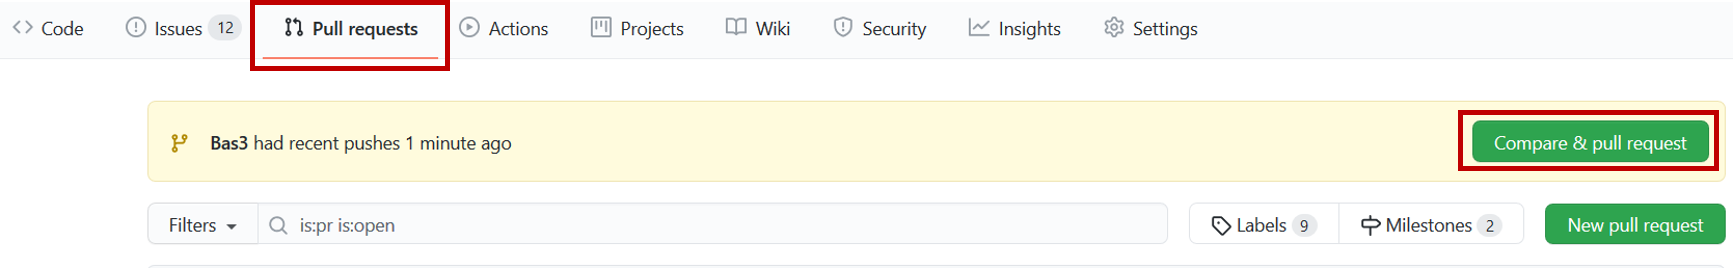 Code Issues 12 Pull requests Actions Projects Wiki Security Insights Settings
Bas3 had recent pushes 1 minute ago Compare & pull request
Filters is:pr is:open Labels 9 Milestones 2 New pull request